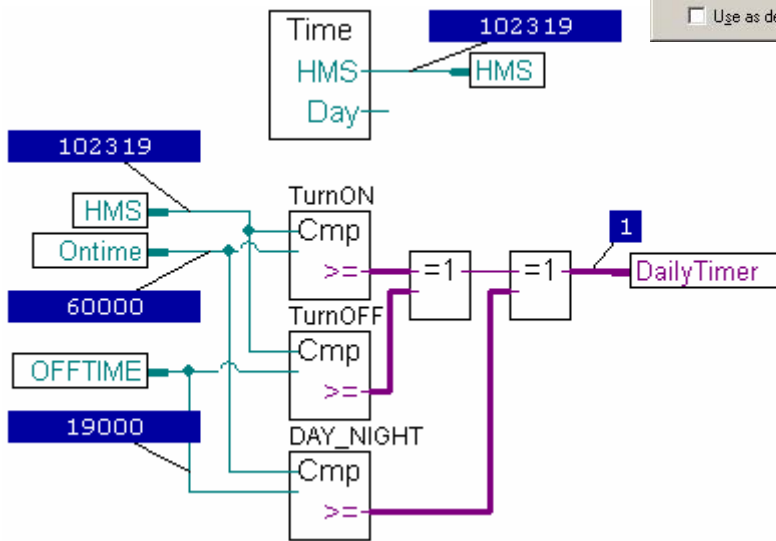 Use as de
Time
HMS
Day
102319
HMS
102319
HMS
Ontime
60000
OFFTIME
19000
TurnON
Cmp
>=
TurnOFF
Cmp
>=
DAY_NIGHT
Cmp
>=
=1
=1
1
DailyTimer